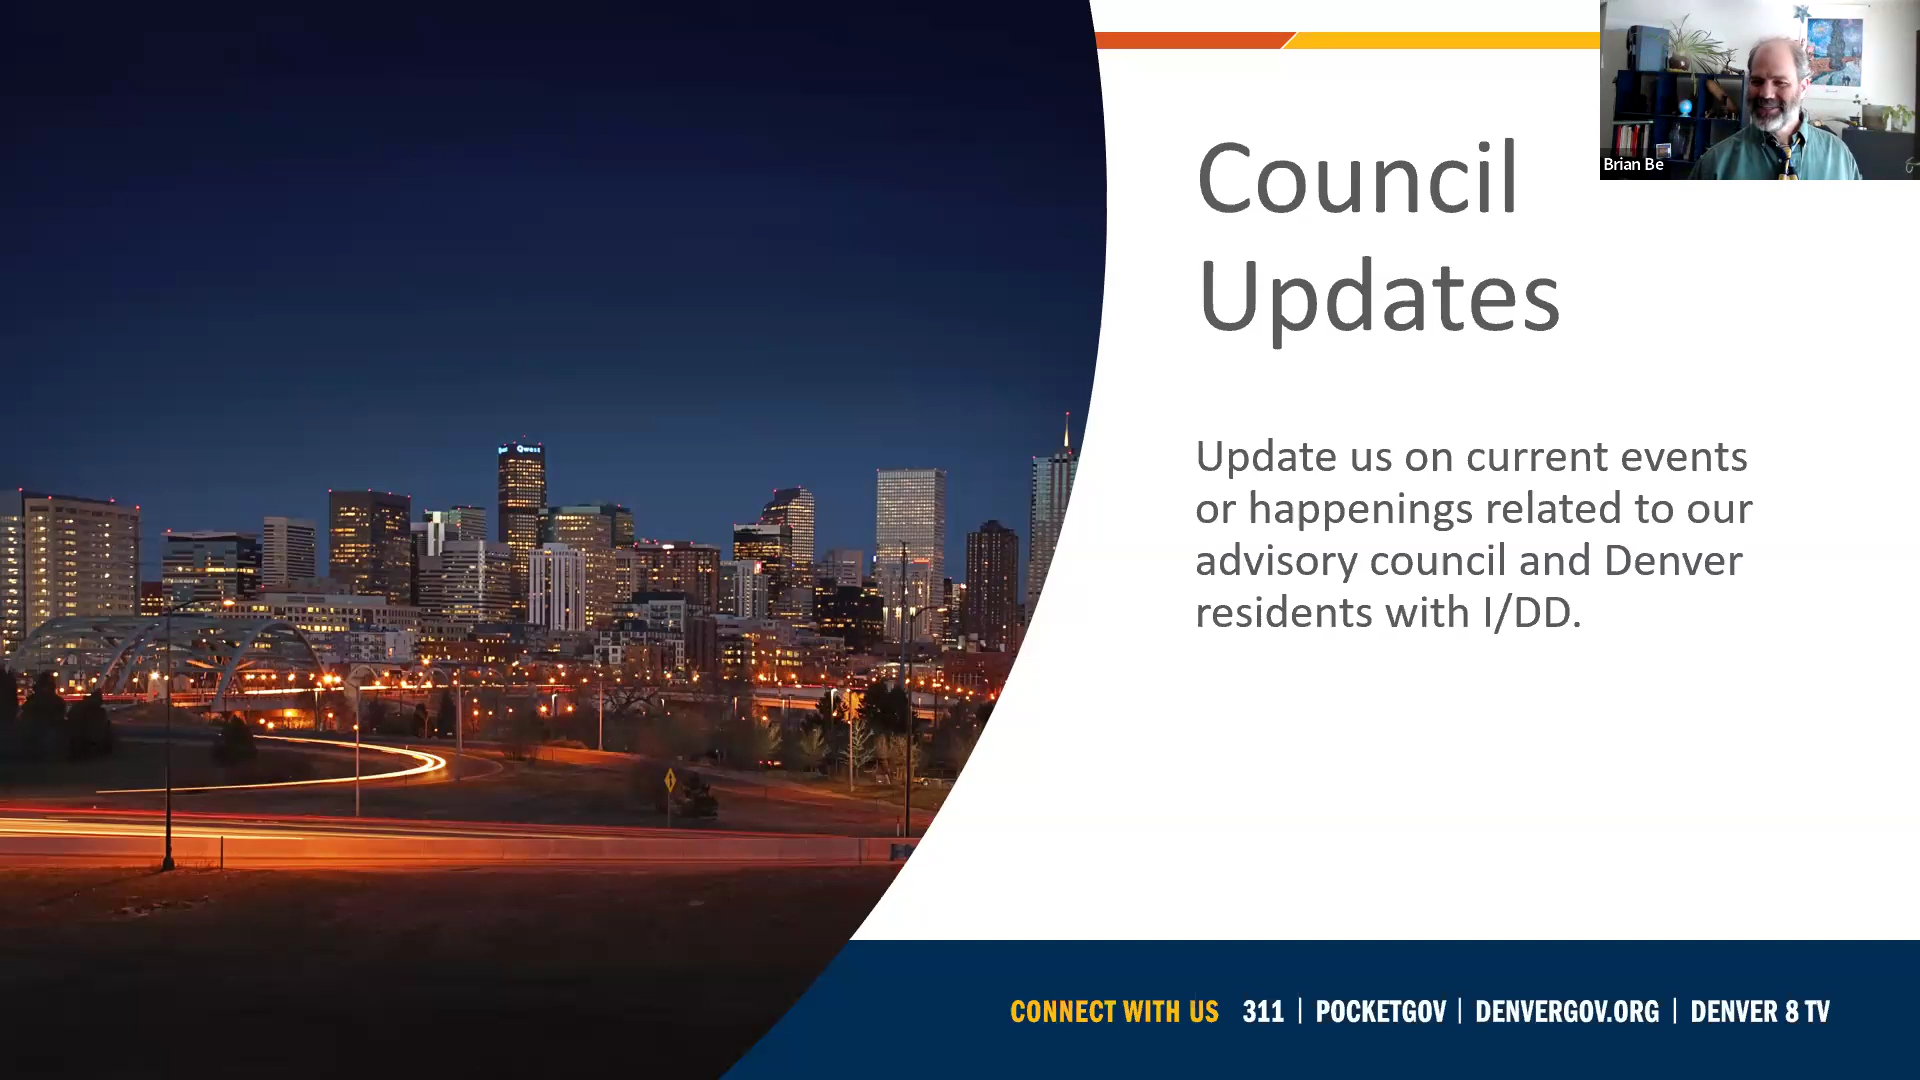 Council
Updates
Update us on current events
or happenings related to our
advisory council and Denver
residents with I/DD.
CONNECT WITH US 311 | POCKETGOV | DENVERGOV.ORG | DENVER 8 TV
Brian Be
Qwest